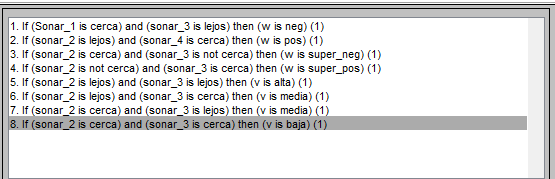 1. If (Sonar_1 is cerca) and (sonar_3 is lejos) then (w is neg) (1)
2. If (sonar_2 is lejos) and (sonar_4 is cerca) then (w is pos) (1)
3. If (sonar_2 is cerca) and (sonar_3 is not cerca) then (w is super_neg) (1)
4. If (sonar_2 is not cerca) and (sonar_3 is cerca) then (w is super_pos) (1)
5. If (sonar_2 is lejos) and (sonar_3 is lejos) then (v is alta) (1)
6. If (sonar_2 is lejos) and (sonar_3 is cerca) then (v is media) (1)
7. If (sonar_2 is cerca) and (sonar_3 is lejos) then (v is media) (1)
8. If (sonar_2 is cerca) and (sonar_3 is cerca) then (v is baja) (1)